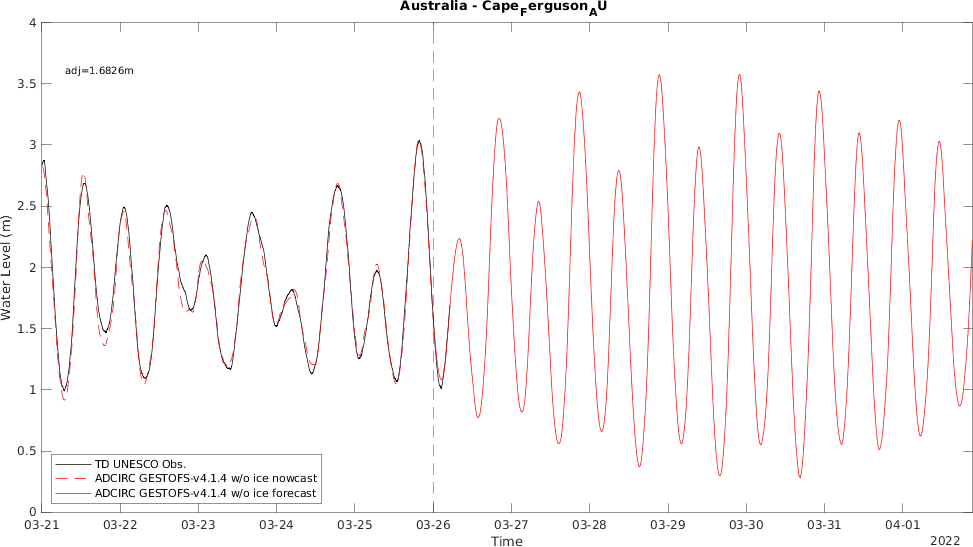 Australia - Cape_Ferguson_AU
4
adj=1.6826m
3.5
3
2.5
2
1.5
1
0.5
0
Water Level (m)
TD UNESCO Obs.
ADCIRC GESTOFS-v4.1.4 w/o ice nowcast
ADCIRC GESTOFS-v4.1.4 w/o ice forecast
03-21 03-22 03-23 03-24 03-25 03-26 03-27 03-28 03-29 03-30 03-31 04-01
Time
2022